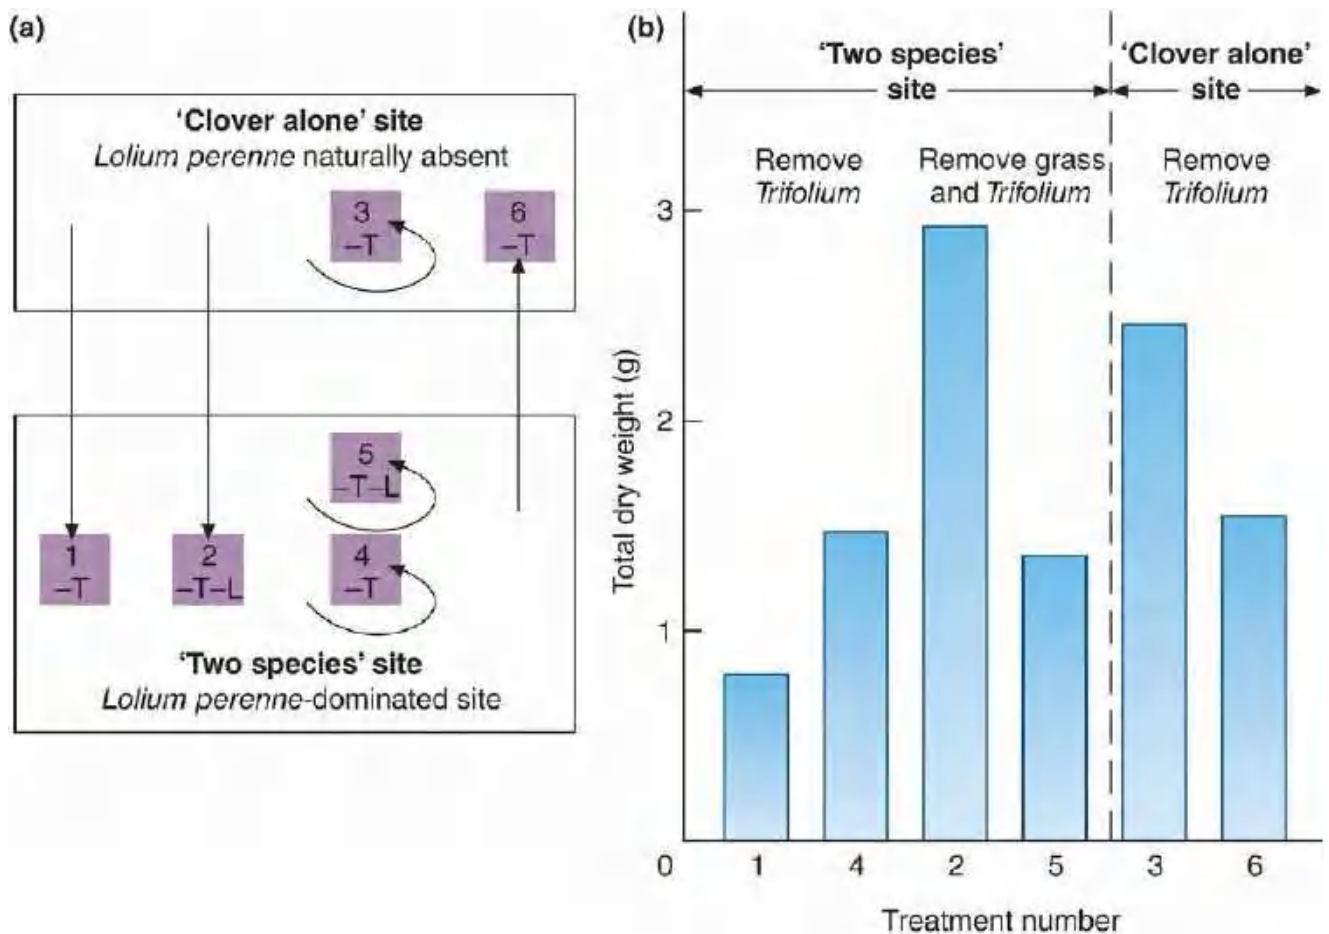 (a)
'Clover alone' site
Lolium perenne naturally absent
3
–T
6
–T
5
–T–L
1
–T
2
–T–L
4
–T
'Two species' site
Lolium perenne-dominated site
(b)
'Two species'
site
'Clover alone'
site
Remove
Trifolium
Remove grass
and Trifolium
Remove
Trifolium
Total dry weight (g)
3
2
1
0
1 4 2 5 3 6
Treatment number